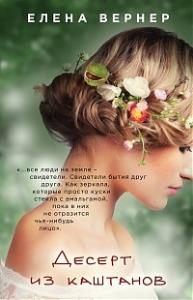 ЕЛЕНА ВЕРНЕР
«...все люди на земле –
свидетели. Свидетели бытия друг
друга. Как зеркала,
которые просто куски
стекла с амальгамой,
пока в них
не отразится
чье-нибудь
лицо».
Десерт
из каштанов